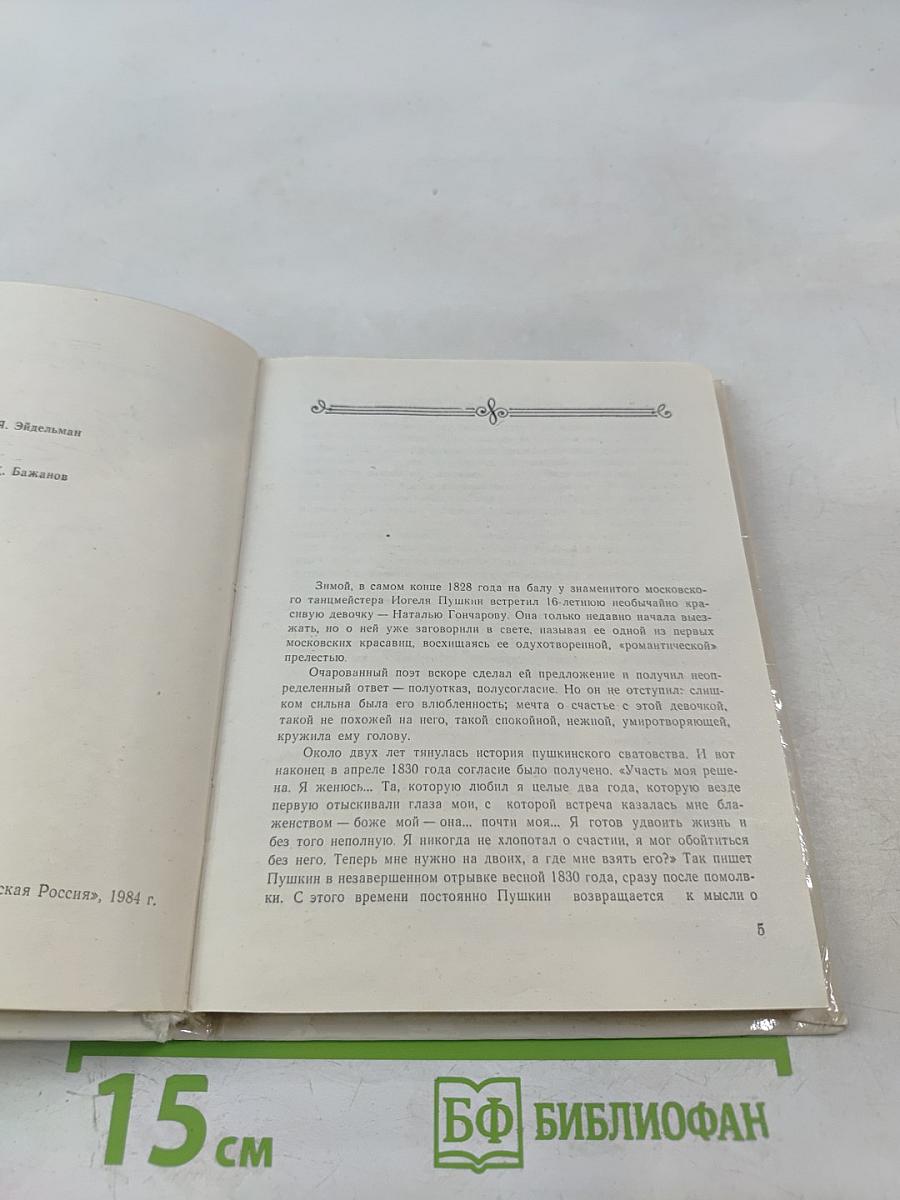 Я. Эйдельман
Бажанов
ская Россия», 1984 г.
Зимой, в самом конце 1828 года на балу у знаменитого московско-
го танцмейстера Иогеля Пушкин встретил 16-летнюю необычайно кра-
сивую девочку — Наталью Гончарову. Она только недавно начала выез-
жать, но о ней уже заговорили в свете, называя ее одной из первых
московских красавиц, восхищаясь ее одухотворенной, «романтической»
прелестью.
Очарованный поэт вскоре сделал ей предложение и получил неоп-
ределенный ответ — полуотказ, полусогласие. Но он не отступил: слиш-
ком сильна была его влюбленность; мечта о счастье с этой девочкой,
такой не похожей на него, такой спокойной, нежной, умиротворяющей,
кружила ему голову.
Около двух лет тянулась история пушкинского сватовства. И вот
наконец в апреле 1830 года согласие было получено. «Участь моя реше-
на. Я женюсь... Та, которую любил я целые два года, которую везде
первую отыскивали глаза мои, с которой встреча казалась мне бла-
женством — боже мой — она... почти моя... Я готов удвоить жизнь и
без того неполную. Я никогда не хлопотал о счастии, я мог обойтиться
без него. Теперь мне нужно на двоих, а где мне взять его?» Так пишет
Пушкин в незавершенном отрывке весной 1830 года, сразу после помолв-
ки. С этого времени постоянно Пушкин возвращается к мысли о
5
15 см
БФ БИБЛИОФАН